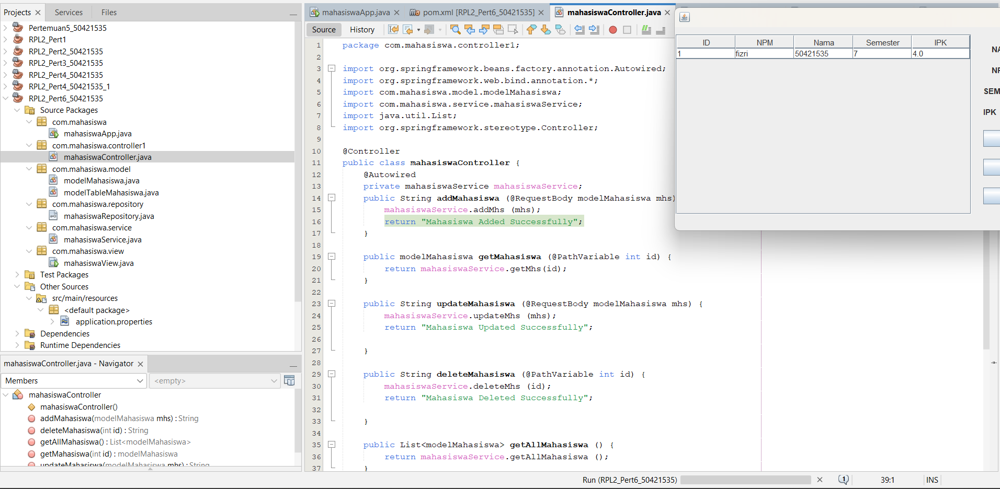 Projects Services Files
Pertemuan5_50421535
RPL2_Pert1
RPL2_Pert2_50421535
RPL2_Pert3_50421535
RPL2_Pert4_50421535
RPL2_Pert4_50421535_1
RPL2_Pert6_50421535
Source Packages
com.mahasiswa
mahasiswaApp.java
com.mahasiswa.controller1
mahasiswaController.java
com.mahasiswa.model
modelMahasiswa.java
modelTableMahasiswa.java
com.mahasiswa.repository
mahasiswaRepository.java
com.mahasiswa.service
mahasiswaService.java
com.mahasiswa.view
mahasiswaView.java
Test Packages
Other Sources
src/main/resources
<default package>
application.properties
Dependencies
Runtime Dependencies
mahasiswaController.java - Navigator
Members <empty>
mahasiswaController
mahasiswaController()
addMahasiswa(modelMahasiswa mhs) : String
deleteMahasiswa(int id) : String
getAllMahasiswa() : List<modelMahasiswa>
getMahasiswa(int id) : modelMahasiswa
updateMahasiswa(modelMahasiswa mhs) : String
mahasiswaApp.java pom.xml [RPL2_Pert6_50421535] mahasiswaController.java
Source History
1 package com.mahasiswa.controller1;
2
3 import org.springframework.beans.factory.annotation.Autowired;
4 import org.springframework.web.bind.annotation.*;
5 import com.mahasiswa.model.modelMahasiswa;
6 import com.mahasiswa.service.mahasiswaService;
7 import java.util.List;
8 import org.springframework.stereotype.Controller;
9
10 @Controller
11 public class mahasiswaController {
12 @Autowired
13 private mahasiswaService mahasiswaService;
14 public String addMahasiswa (@RequestBody modelMahasiswa mhs)
15 mahasiswaService.addMhs (mhs);
16 return "Mahasiswa Added Successfully";
17 }
18
19 public modelMahasiswa getMahasiswa (@PathVariable int id) {
20 return mahasiswaService.getMhs(id);
21 }
22
23 public String updateMahasiswa (@RequestBody modelMahasiswa mhs) {
24 mahasiswaService.updateMhs (mhs);
25 return "Mahasiswa Updated Successfully";
26
27 }
28
29 public String deleteMahasiswa (@PathVariable int id) {
30 mahasiswaService.deleteMhs (id);
31 return "Mahasiswa Deleted Successfully";
32
33 }
34
35 public List<modelMahasiswa> getAllMahasiswa () {
36 return mahasiswaService.getAllMahasiswa ();
37 }
ID NPM Nama Semester IPK
1 fizri 50421535 7 4.0
NA
NP
SEM
IPK
Run (RPL2_Pert6_50421535) 1 39:1 INS